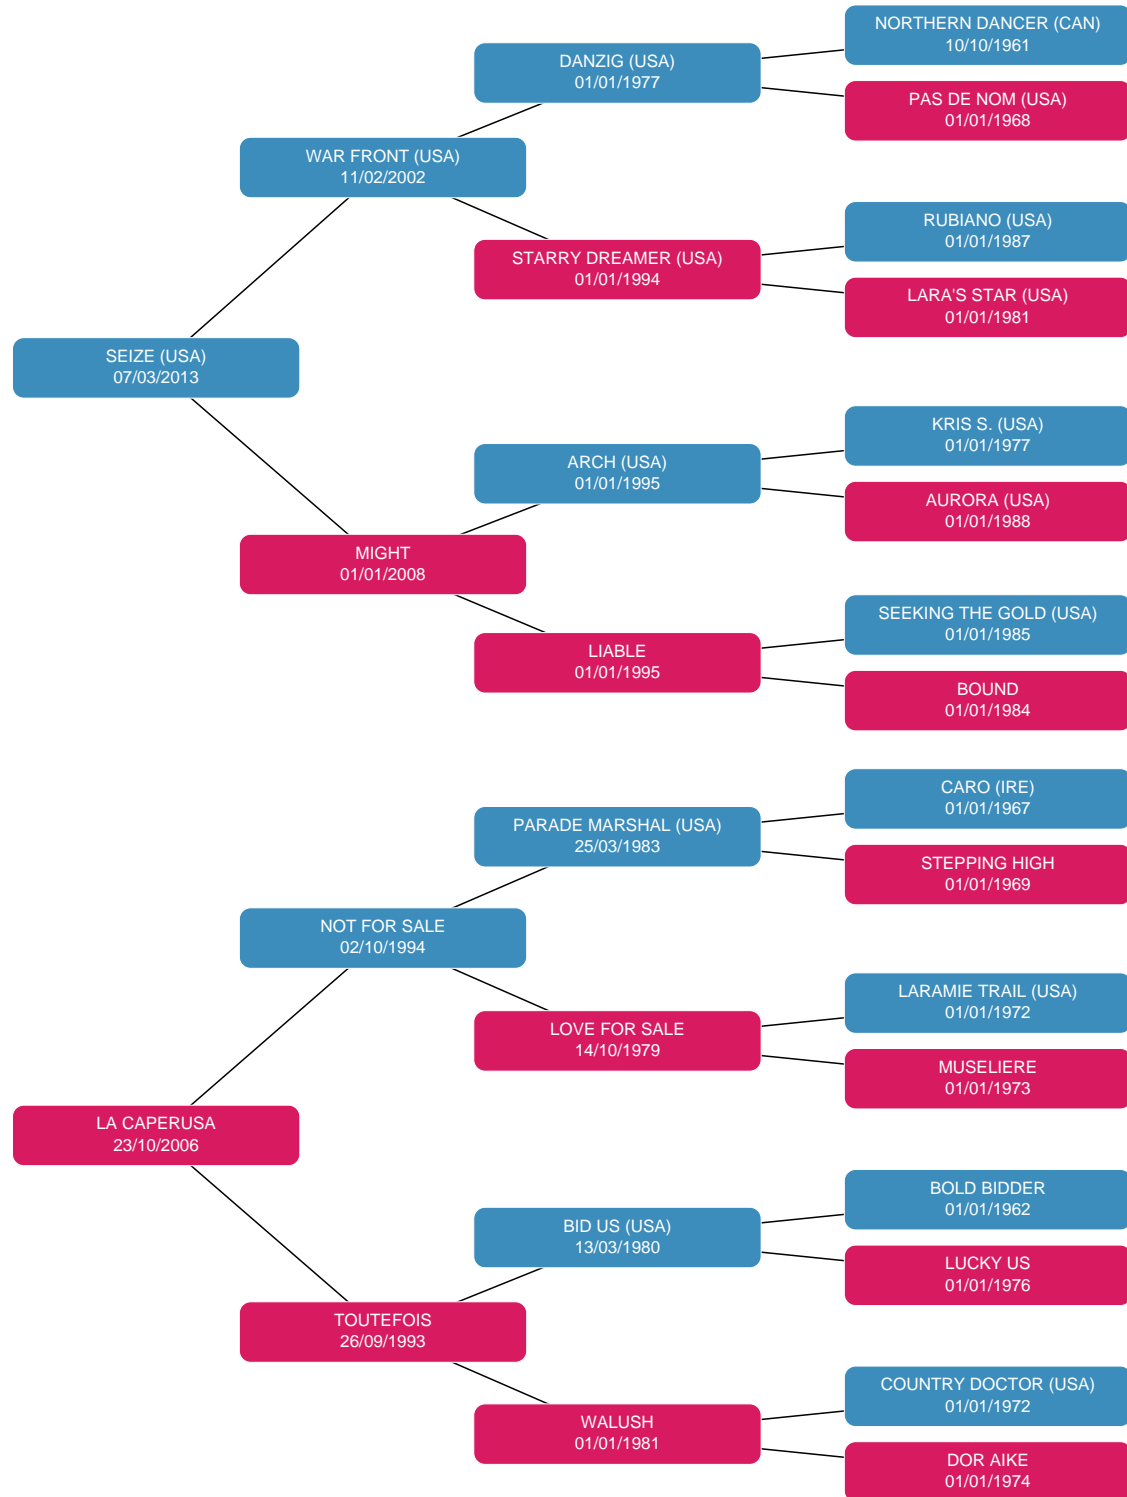 NORTHERN DANCER (CAN)
10/10/1961
DANZIG (USA)
01/01/1977
PAS DE NOM (USA)
01/01/1968
WAR FRONT (USA)
11/02/2002
RUBIANO (USA)
01/01/1987
STARRY DREAMER (USA)
01/01/1994
LARA'S STAR (USA)
01/01/1981
SEIZE (USA)
07/03/2013
KRIS S. (USA)
01/01/1977
ARCH (USA)
01/01/1995
AURORA (USA)
01/01/1988
MIGHT
01/01/2008
SEEKING THE GOLD (USA)
01/01/1985
LIABLE
01/01/1995
BOUND
01/01/1984
CARO (IRE)
01/01/1967
PARADE MARSHAL (USA)
25/03/1983
STEPPING HIGH
01/01/1969
NOT FOR SALE
02/10/1994
LARAMIE TRAIL (USA)
01/01/1972
LOVE FOR SALE
14/10/1979
MUSELIERE
01/01/1973
LA CAPERUSA
23/10/2006
BOLD BIDDER
01/01/1962
BID US (USA)
13/03/1980
LUCKY US
01/01/1976
TOUTEFOIS
26/09/1993
COUNTRY DOCTOR (USA)
01/01/1972
WALUSH
01/01/1981
DOR AIKE
01/01/1974